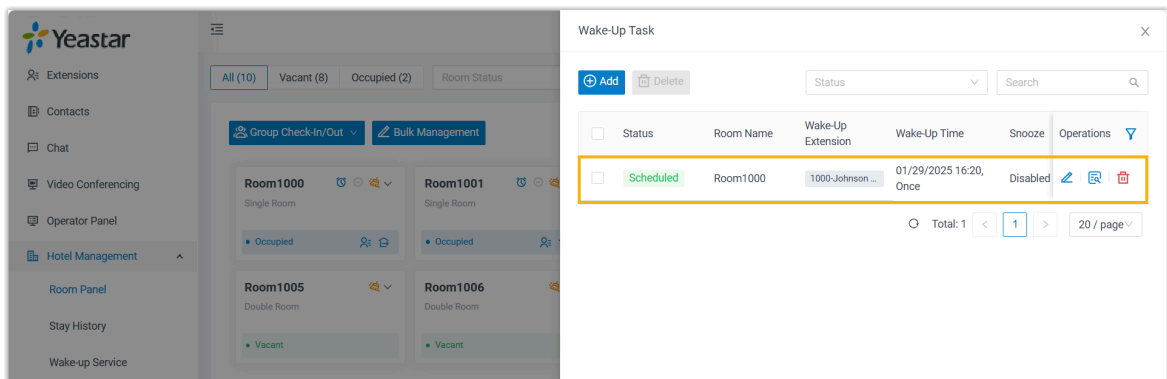 Yeastar
Extensions
Contacts
Chat
Video Conferencing
Operator Panel
Hotel Management
Room Panel
Stay History
Wake-up Service
All (10) Vacant (8) Occupied (2) Room Status
Group Check-In/Out Bulk Management
Room1000 Room1001
Single Room Single Room
Occupied Occupied
Room1005 Room1006
Double Room Double Room
Vacant Vacant
Wake-Up Task
Add Delete Status Search
Status Room Name Wake-Up Extension Wake-Up Time Snooze Operations
Scheduled Room1000 1000-Johnson ... 01/29/2025 16:20, Once Disabled
Total: 1 < 1 > 20 / page